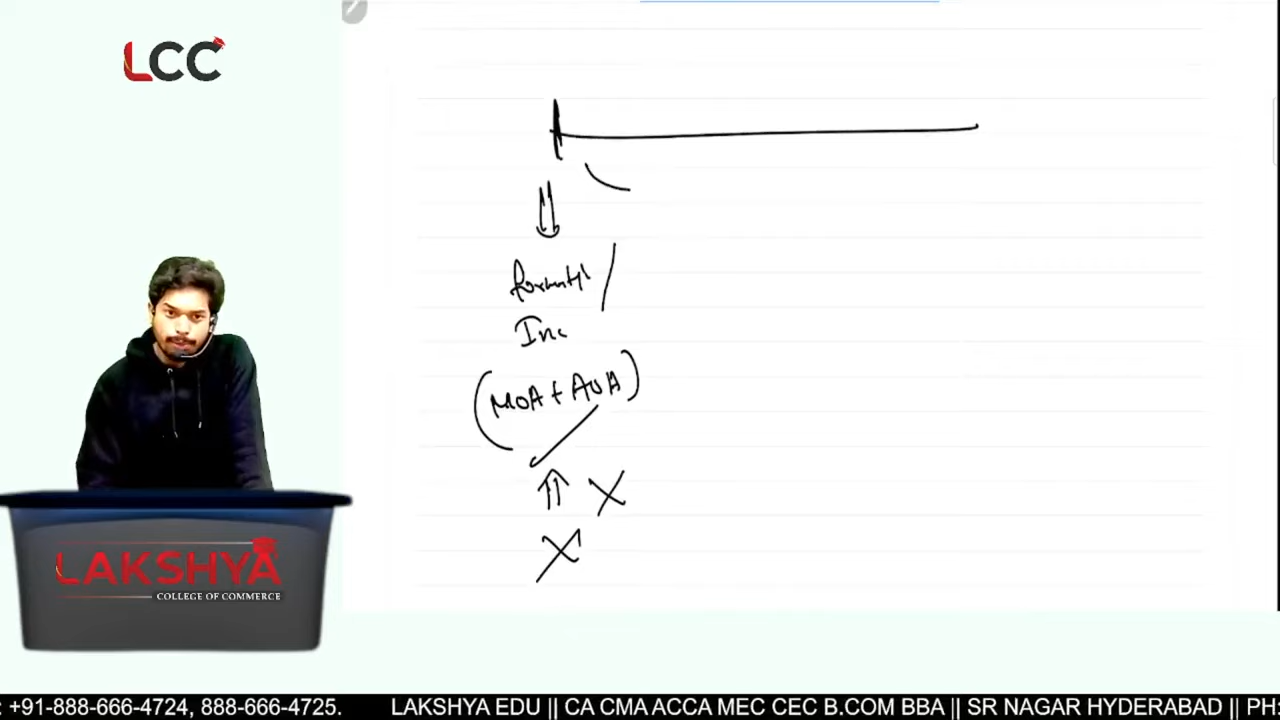 LCC
Inc
(MOA + AOA)
X
X
LAKSHYA
COLLEGE OF COMMERCE
: +91-888-666-4724, 888-666-4725. LAKSHYA EDU || CA CMA ACCA MEC CEC B.COM BBA || SR NAGAR HYDERABAD || PH: